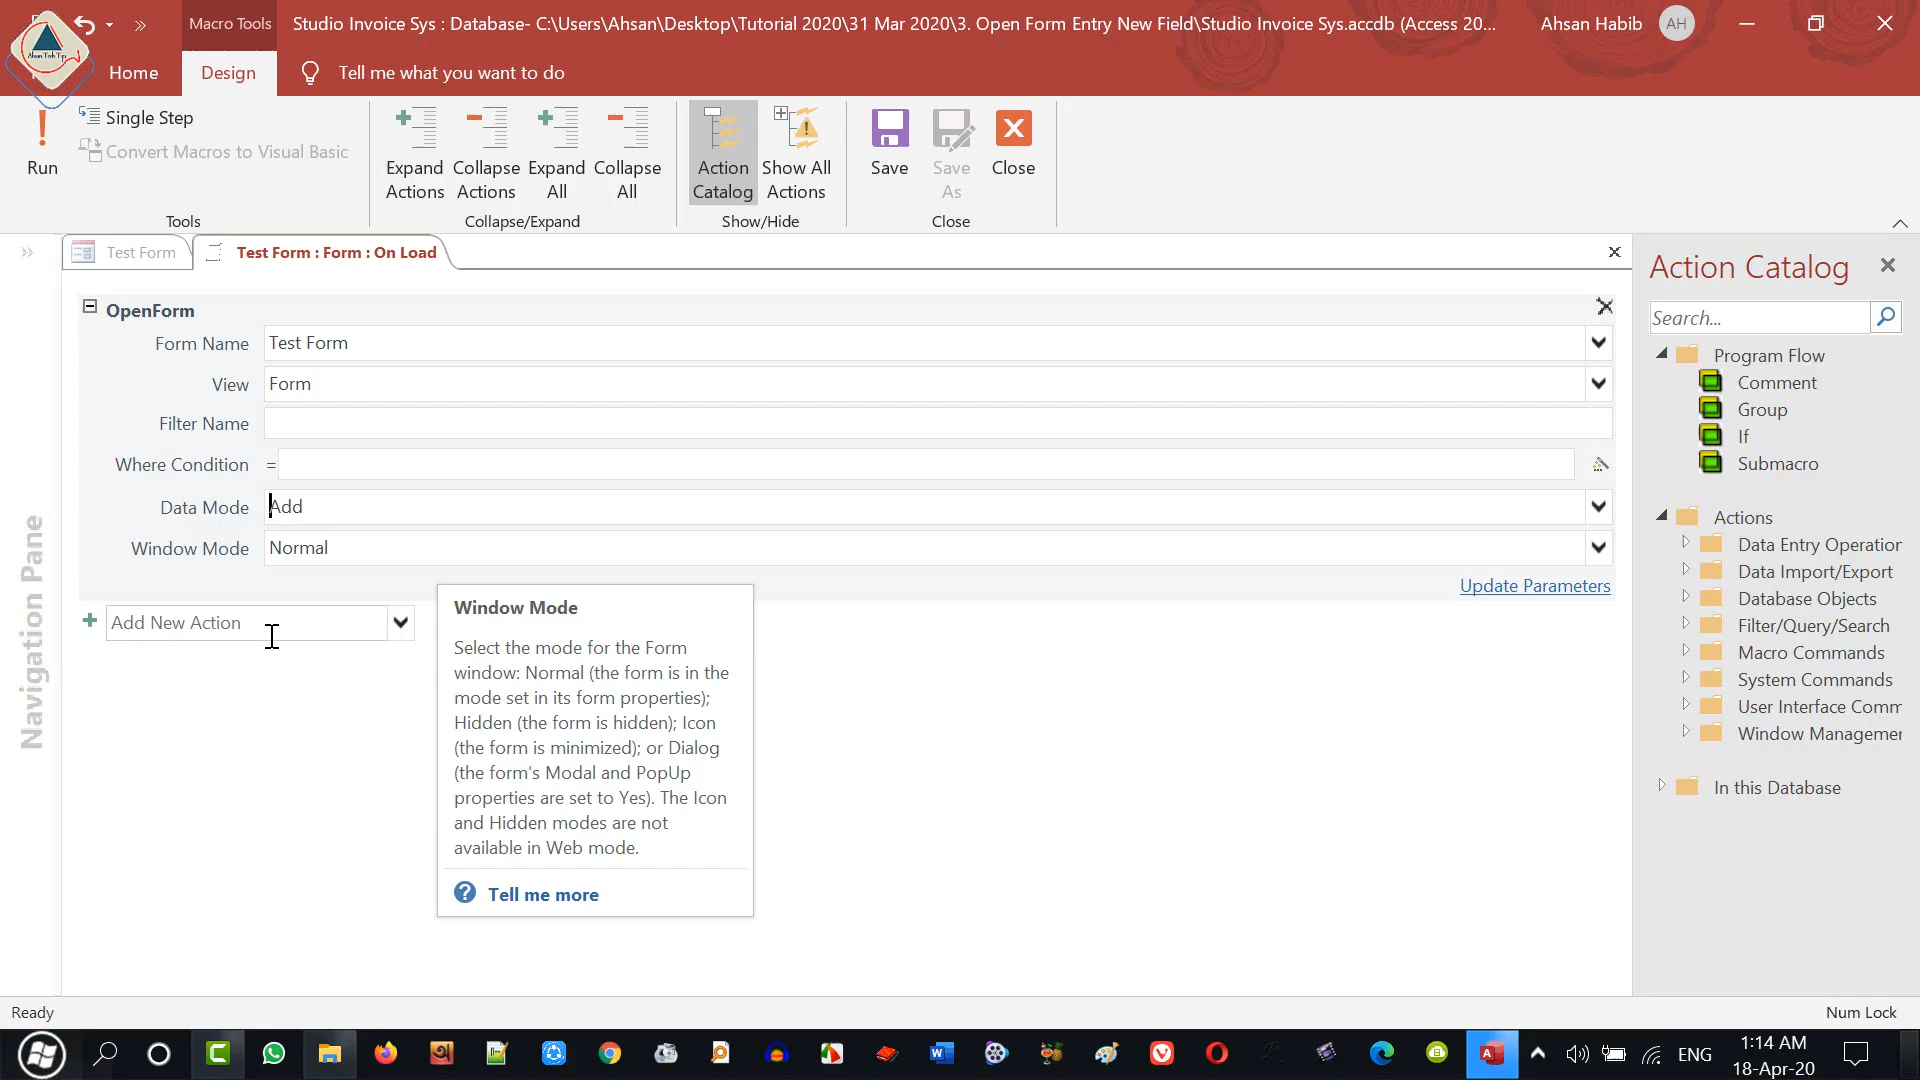 Macro Tools
Studio Invoice Sys : Database- C:\Users\Ahsan\Desktop\Tutorial 2020\31 Mar 2020\3. Open Form Entry New Field\Studio Invoice Sys.accdb (Access 20...
Ahsan Habib
AH
Ahsan Tech Tips
Home
Design
Tell me what you want to do
Run
Single Step
Convert Macros to Visual Basic
Tools
Expand Actions
Collapse Actions
Expand All
Collapse All
Collapse/Expand
Action Catalog
Show All Actions
Show/Hide
Save
Save As
Close
Close
Test Form
Test Form : Form : On Load
OpenForm
Form Name
Test Form
View
Form
Filter Name
Where Condition
=
Data Mode
Add
Window Mode
Normal
Update Parameters
Add New Action
Window Mode
Select the mode for the Form
window: Normal (the form is in the
mode set in its form properties);
Hidden (the form is hidden); Icon
(the form is minimized); or Dialog
(the form's Modal and PopUp
properties are set to Yes). The Icon
and Hidden modes are not
available in Web mode.
Tell me more
Navigation Pane
Action Catalog
Search...
Program Flow
Comment
Group
If
Submacro
Actions
Data Entry Operation
Data Import/Export
Database Objects
Filter/Query/Search
Macro Commands
System Commands
User Interface Comm
Window Managemen
In this Database
Ready
Num Lock
ENG
1:14 AM
18-Apr-20